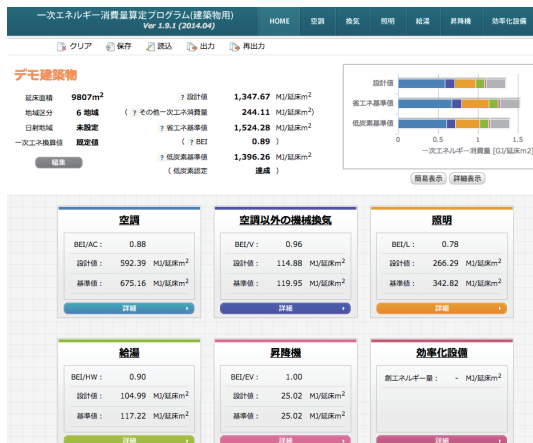 一次エネルギー消費量算定プログラム(建築物用)
Ver 1.9.1 (2014.04)
HOME 空調 換気 照明 給湯 昇降機 効率化設備
クリア 保存 読込 出力 再出力
デモ建築物
延床面積 9807m²
地域区分 6 地域
日射地域 未設定
一次エネ換算値 規定値
編集
? 設計値 1,347.67 MJ/延床m²
( ? その他一次エネ消費量 244.11 MJ/延床m²)
? 省エネ基準値 1,524.28 MJ/延床m²
( ? BEI 0.89 )
? 低炭素基準値 1,396.26 MJ/延床m²
( 低炭素認定 達成 )
設計値
省エネ基準値
低炭素基準値
0 0.5 1 1.5
一次エネルギー消費量 [GJ/延床m2]
簡易表示 詳細表示
空調
BEI/AC : 0.88
設計値 : 592.39 MJ/延床m²
基準値 : 675.16 MJ/延床m²
詳細
空調以外の機械換気
BEI/V : 0.96
設計値 : 114.88 MJ/延床m²
基準値 : 119.95 MJ/延床m²
詳細
照明
BEI/L : 0.78
設計値 : 266.29 MJ/延床m²
基準値 : 342.82 MJ/延床m²
詳細
給湯
BEI/HW : 0.90
設計値 : 104.99 MJ/延床m²
基準値 : 117.22 MJ/延床m²
詳細
昇降機
BEI/EV : 1.00
設計値 : 25.02 MJ/延床m²
基準値 : 25.02 MJ/延床m²
詳細
効率化設備
創エネルギー量 : - MJ/延床m²
詳細